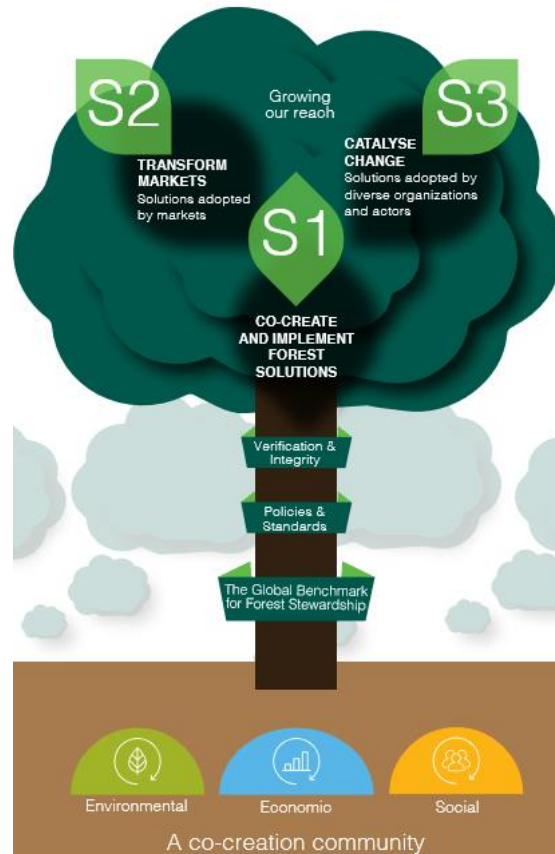 S2
Growing
our reach
S3
TRANSFORM
MARKETS
Solutions adopted
by markets
CATALYSE
CHANGE
Solutions adopted by
diverse organizations
and actors
S1
CO-CREATE
AND IMPLEMENT
FOREST
SOLUTIONS
Verification &
Integrity
Policies &
Standards
The Global Benchmark
for Forest Stewardship
Environmental
Economic
Social
A co-creation community